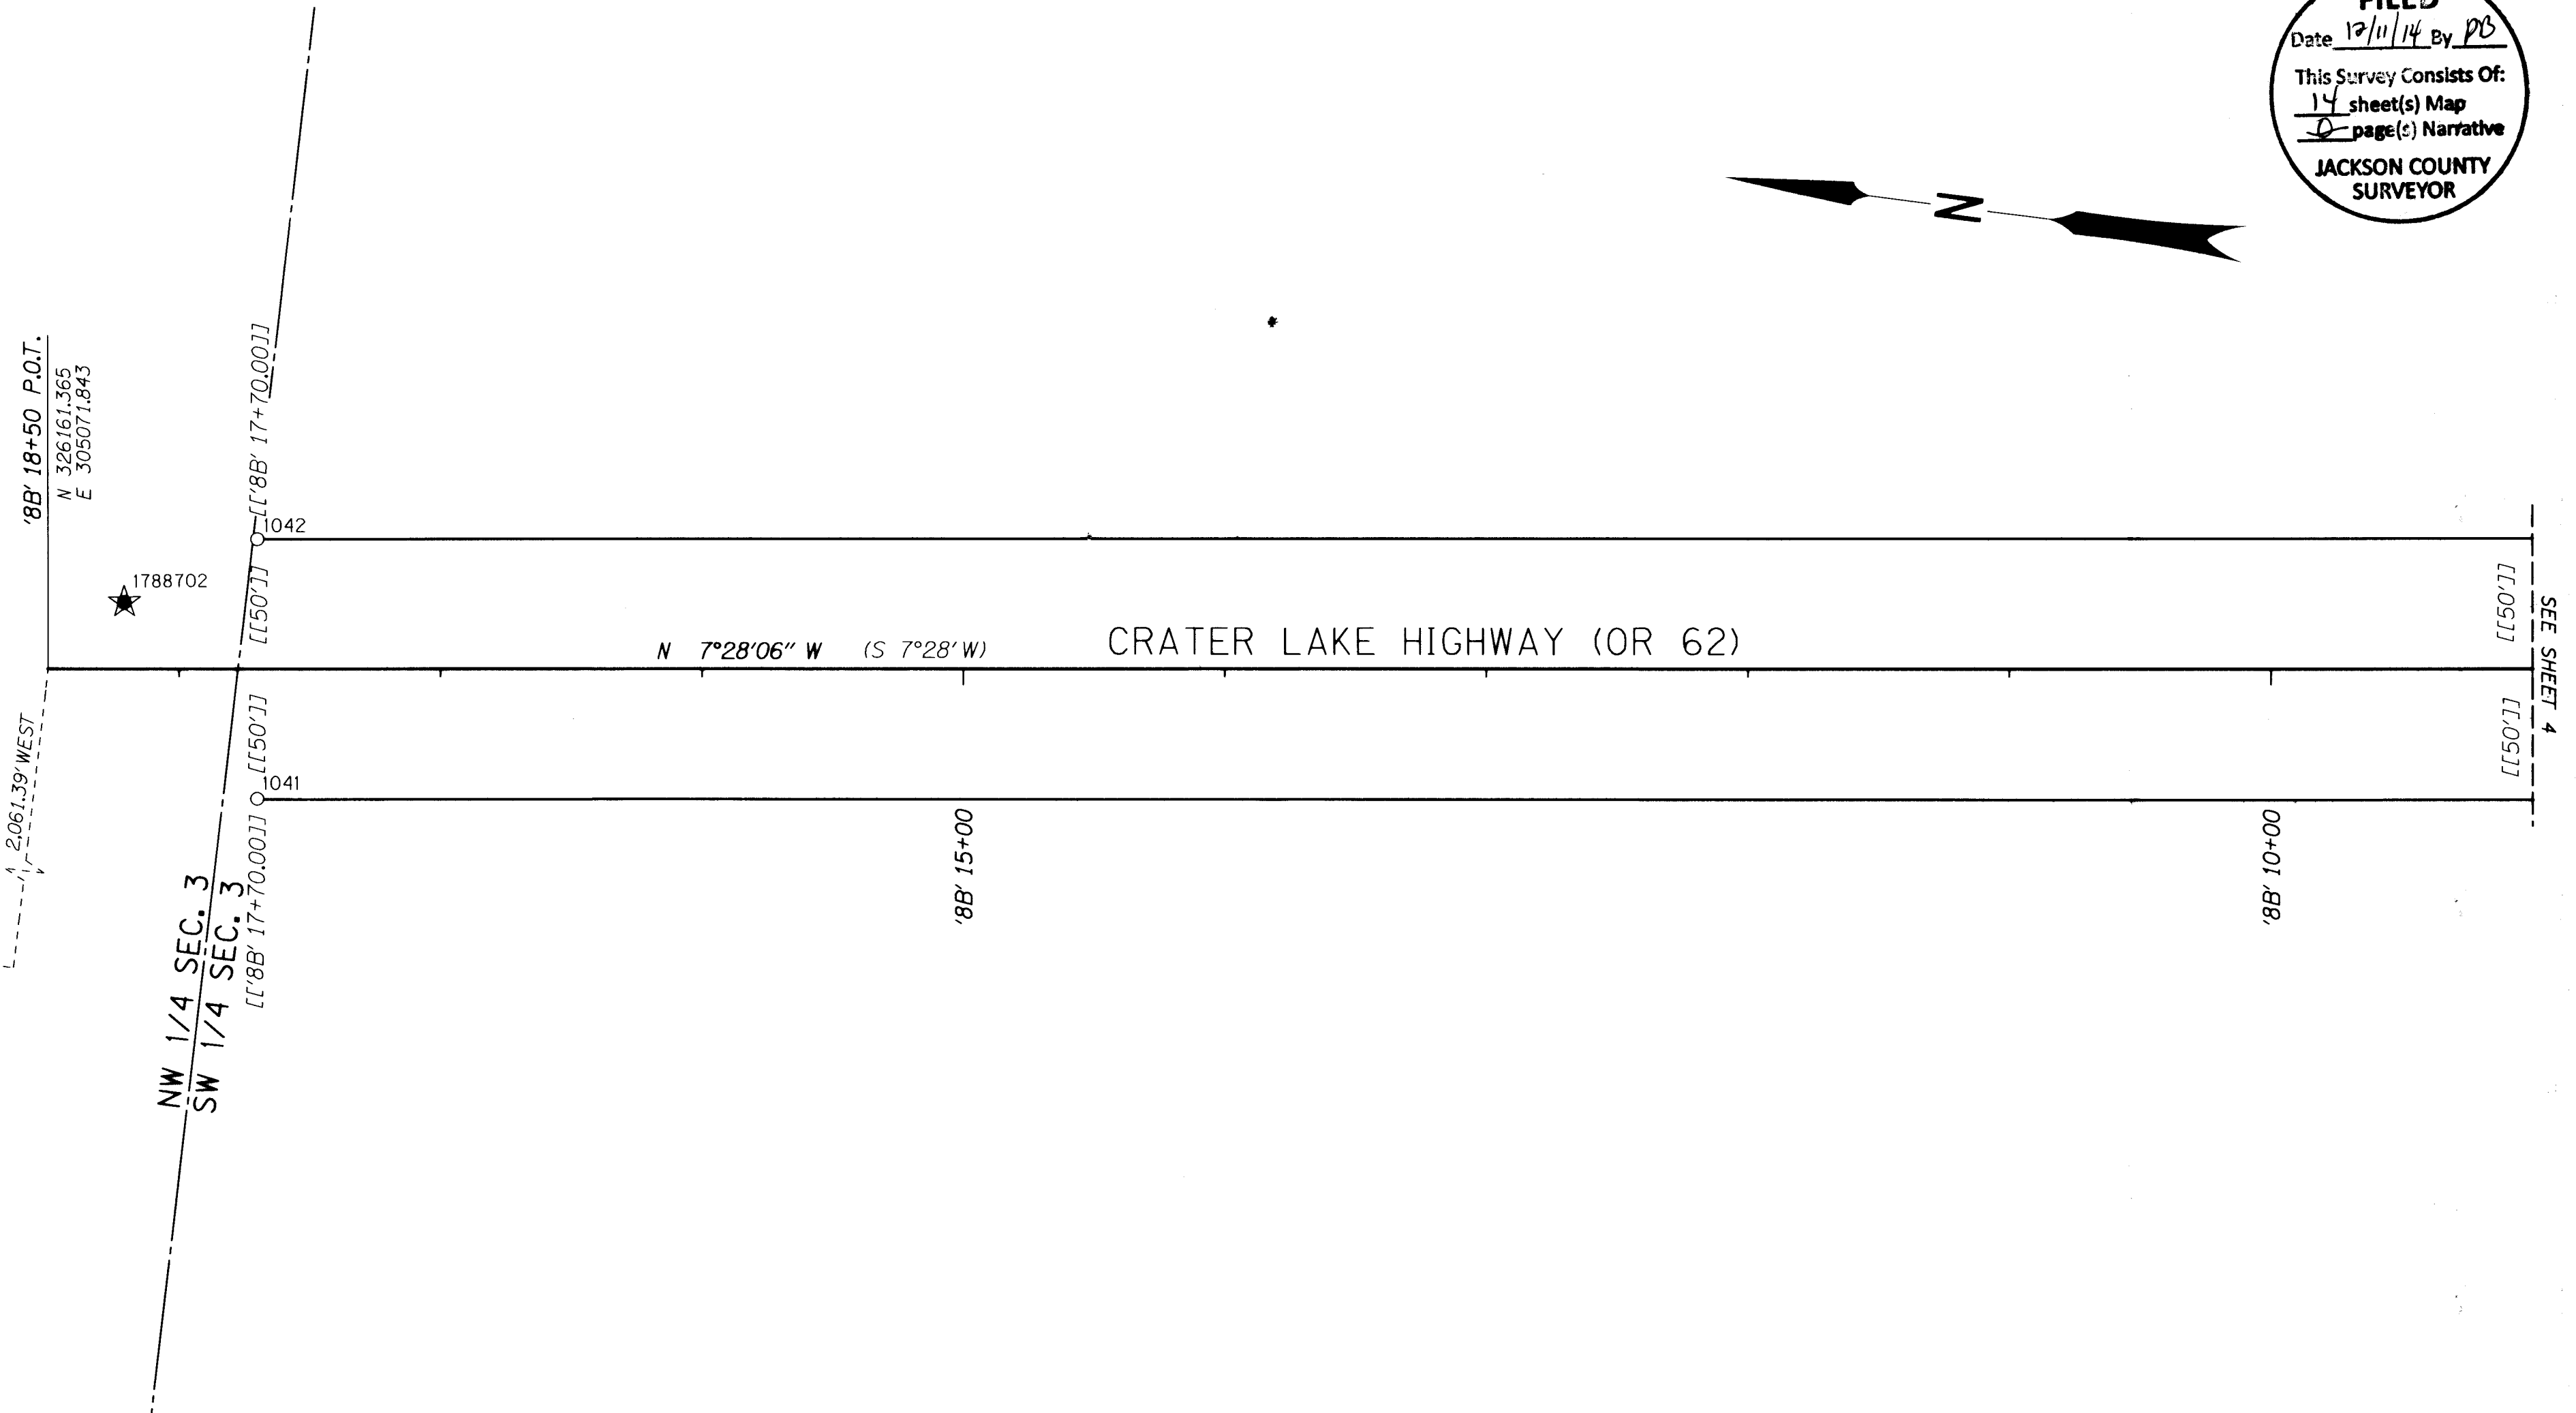 FILED
Date 12/11/14 By PB
This Survey Consists Of:
14 sheet(s) Map
0 page(s) Narrative
JACKSON COUNTY
SURVEYOR
N
'8B' 18+50 P.O.T.
N 326161.365
E 305071.843
[['8B' 17+70.00]]
1042
1788702
[[50']]
[[50']]
SEE SHEET 4
N 7°28'06" W (S 7°28'W)
CRATER LAKE HIGHWAY (OR 62)
2,061.39' WEST
[[50']]
[[50']]
1041
[['8B' 17+70.00]]
'8B' 15+00
'8B' 10+00
NW 1/4 SEC. 3
SW 1/4 SEC. 3